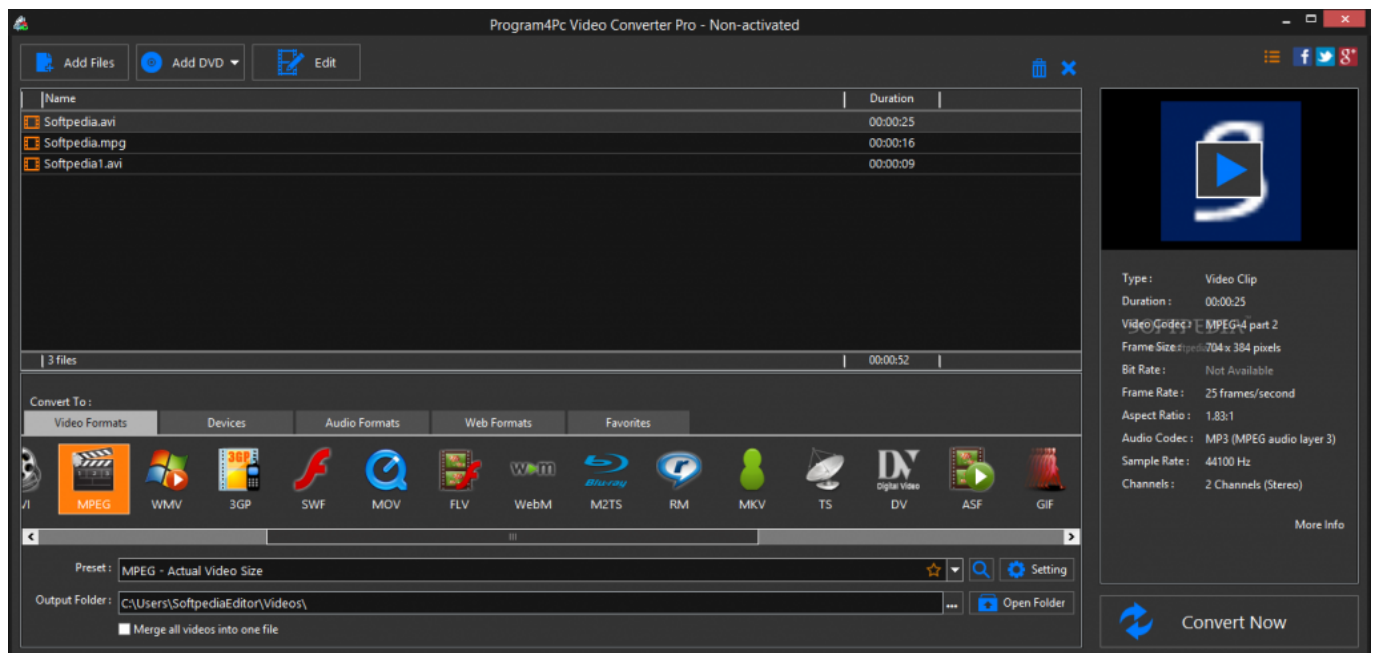 Program4Pc Video Converter Pro - Non-activated
Add Files Add DVD Edit
Name Duration
Softpedia.avi 00:00:25
Softpedia.mpg 00:00:16
Softpedia1.avi 00:00:09
3 files 00:00:52
Type : Video Clip
Duration : 00:00:25
Video Codec : MPEG-4 part 2
Frame Size : 704 x 384 pixels
Bit Rate : Not Available
Frame Rate : 25 frames/second
Aspect Ratio : 1.83:1
Audio Codec : MP3 (MPEG audio layer 3)
Sample Rate : 44100 Hz
Channels : 2 Channels (Stereo)
More Info
SOFTPEDIA
Convert To :
Video Formats Devices Audio Formats Web Formats Favorites
MPEG WMV 3GP SWF MOV FLV WebM M2TS RM MKV TS DV ASF GIF
Preset : MPEG - Actual Video Size Setting
Output Folder : C:\Users\SoftpediaEditor\Videos\ ... Open Folder
Merge all videos into one file
Convert Now